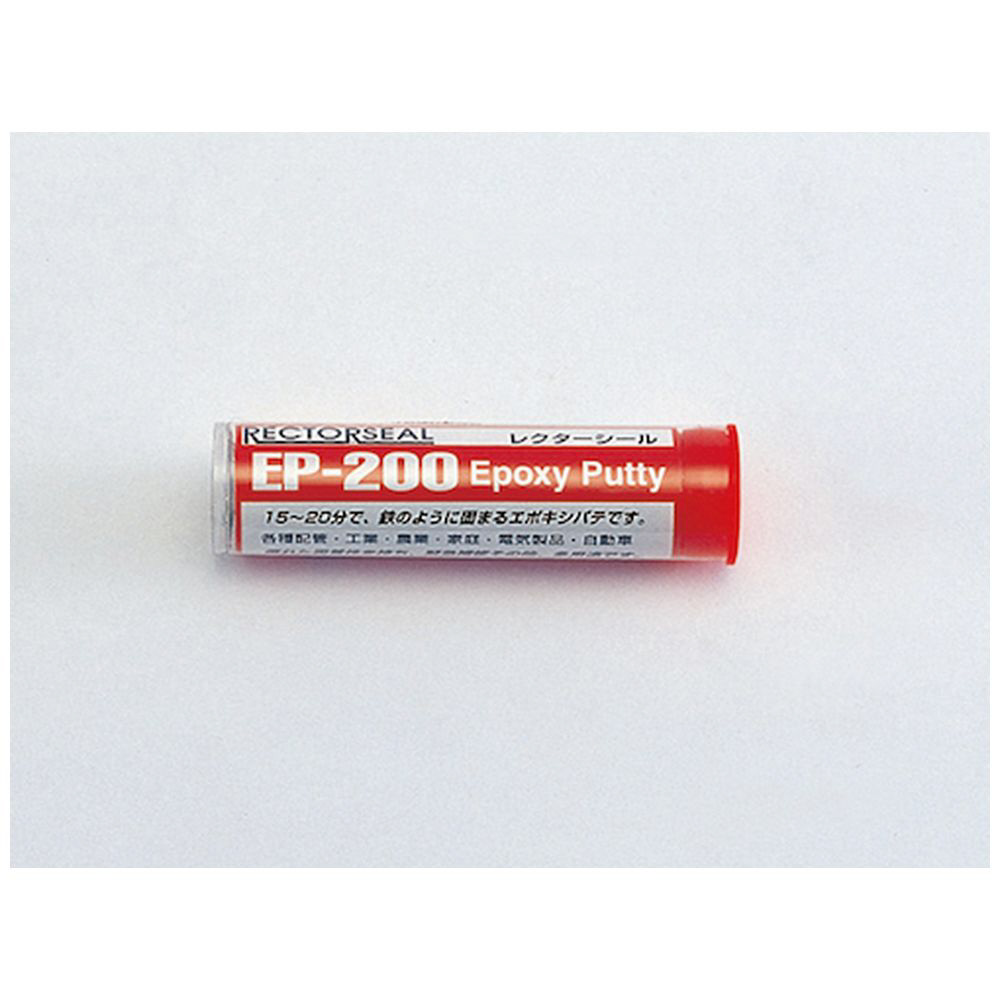 RECTORSEAL レクターシール
EP-200 Epoxy Putty
15～20分で、鉄のように固まるエポキシパテです。
各種配管・工業・農業・家庭・電気製品・自動車